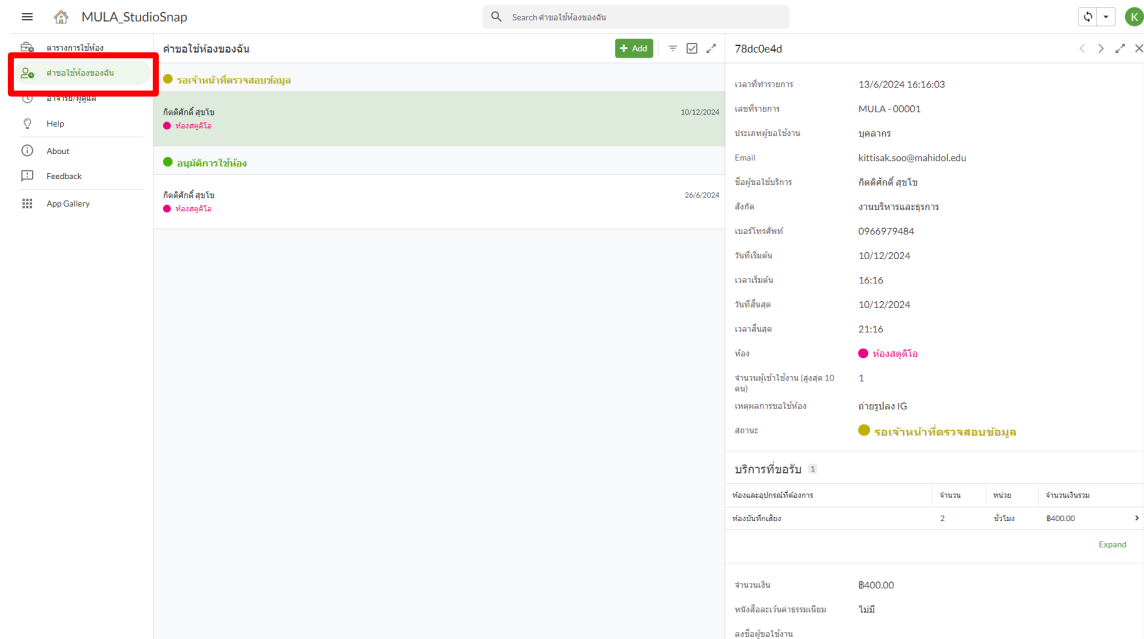 MULA_StudioSnap
Search คำขอใช้ห้องของฉัน
K
ตารางการใช้ห้อง
คำขอใช้ห้องของฉัน
อาจารย์/ผู้ดูแล
Help
About
Feedback
App Gallery
คำขอใช้ห้องของฉัน
Add
รอเจ้าหน้าที่ตรวจสอบข้อมูล
กิตติศักดิ์ สุขโข
10/12/2024
ห้องสตูดิโอ
อนุมัติการใช้ห้อง
กิตติศักดิ์ สุขโข
26/6/2024
ห้องสตูดิโอ
78dc0e4d
เวลาที่ทำรายการ 13/6/2024 16:16:03
เลขที่รายการ MULA - 00001
ประเภทผู้ขอใช้งาน บุคลากร
Email kittisak.soo@mahidol.edu
ชื่อผู้ขอใช้บริการ กิตติศักดิ์ สุขโข
สังกัด งานบริหารและธุรการ
เบอร์โทรศัพท์ 0966979484
วันที่เริ่มต้น 10/12/2024
เวลาเริ่มต้น 16:16
วันที่สิ้นสุด 10/12/2024
เวลาสิ้นสุด 21:16
ห้อง ห้องสตูดิโอ
จำนวนผู้เข้าใช้งาน (สูงสุด 10 1
คน)
เหตุผลการขอใช้ห้อง ถ่ายรูปลง IG
สถานะ รอเจ้าหน้าที่ตรวจสอบข้อมูล
บริการที่ขอรับ 1
ห้องและอุปกรณ์ที่ต้องการ จำนวน หน่วย จำนวนเงินรวม
ห้องบันทึกเสียง 2 ชั่วโมง ฿400.00
Expand
จำนวนเงิน ฿400.00
หนังสือละเว้นค่าธรรมเนียม ไม่มี
ลงชื่อผู้ขอใช้งาน